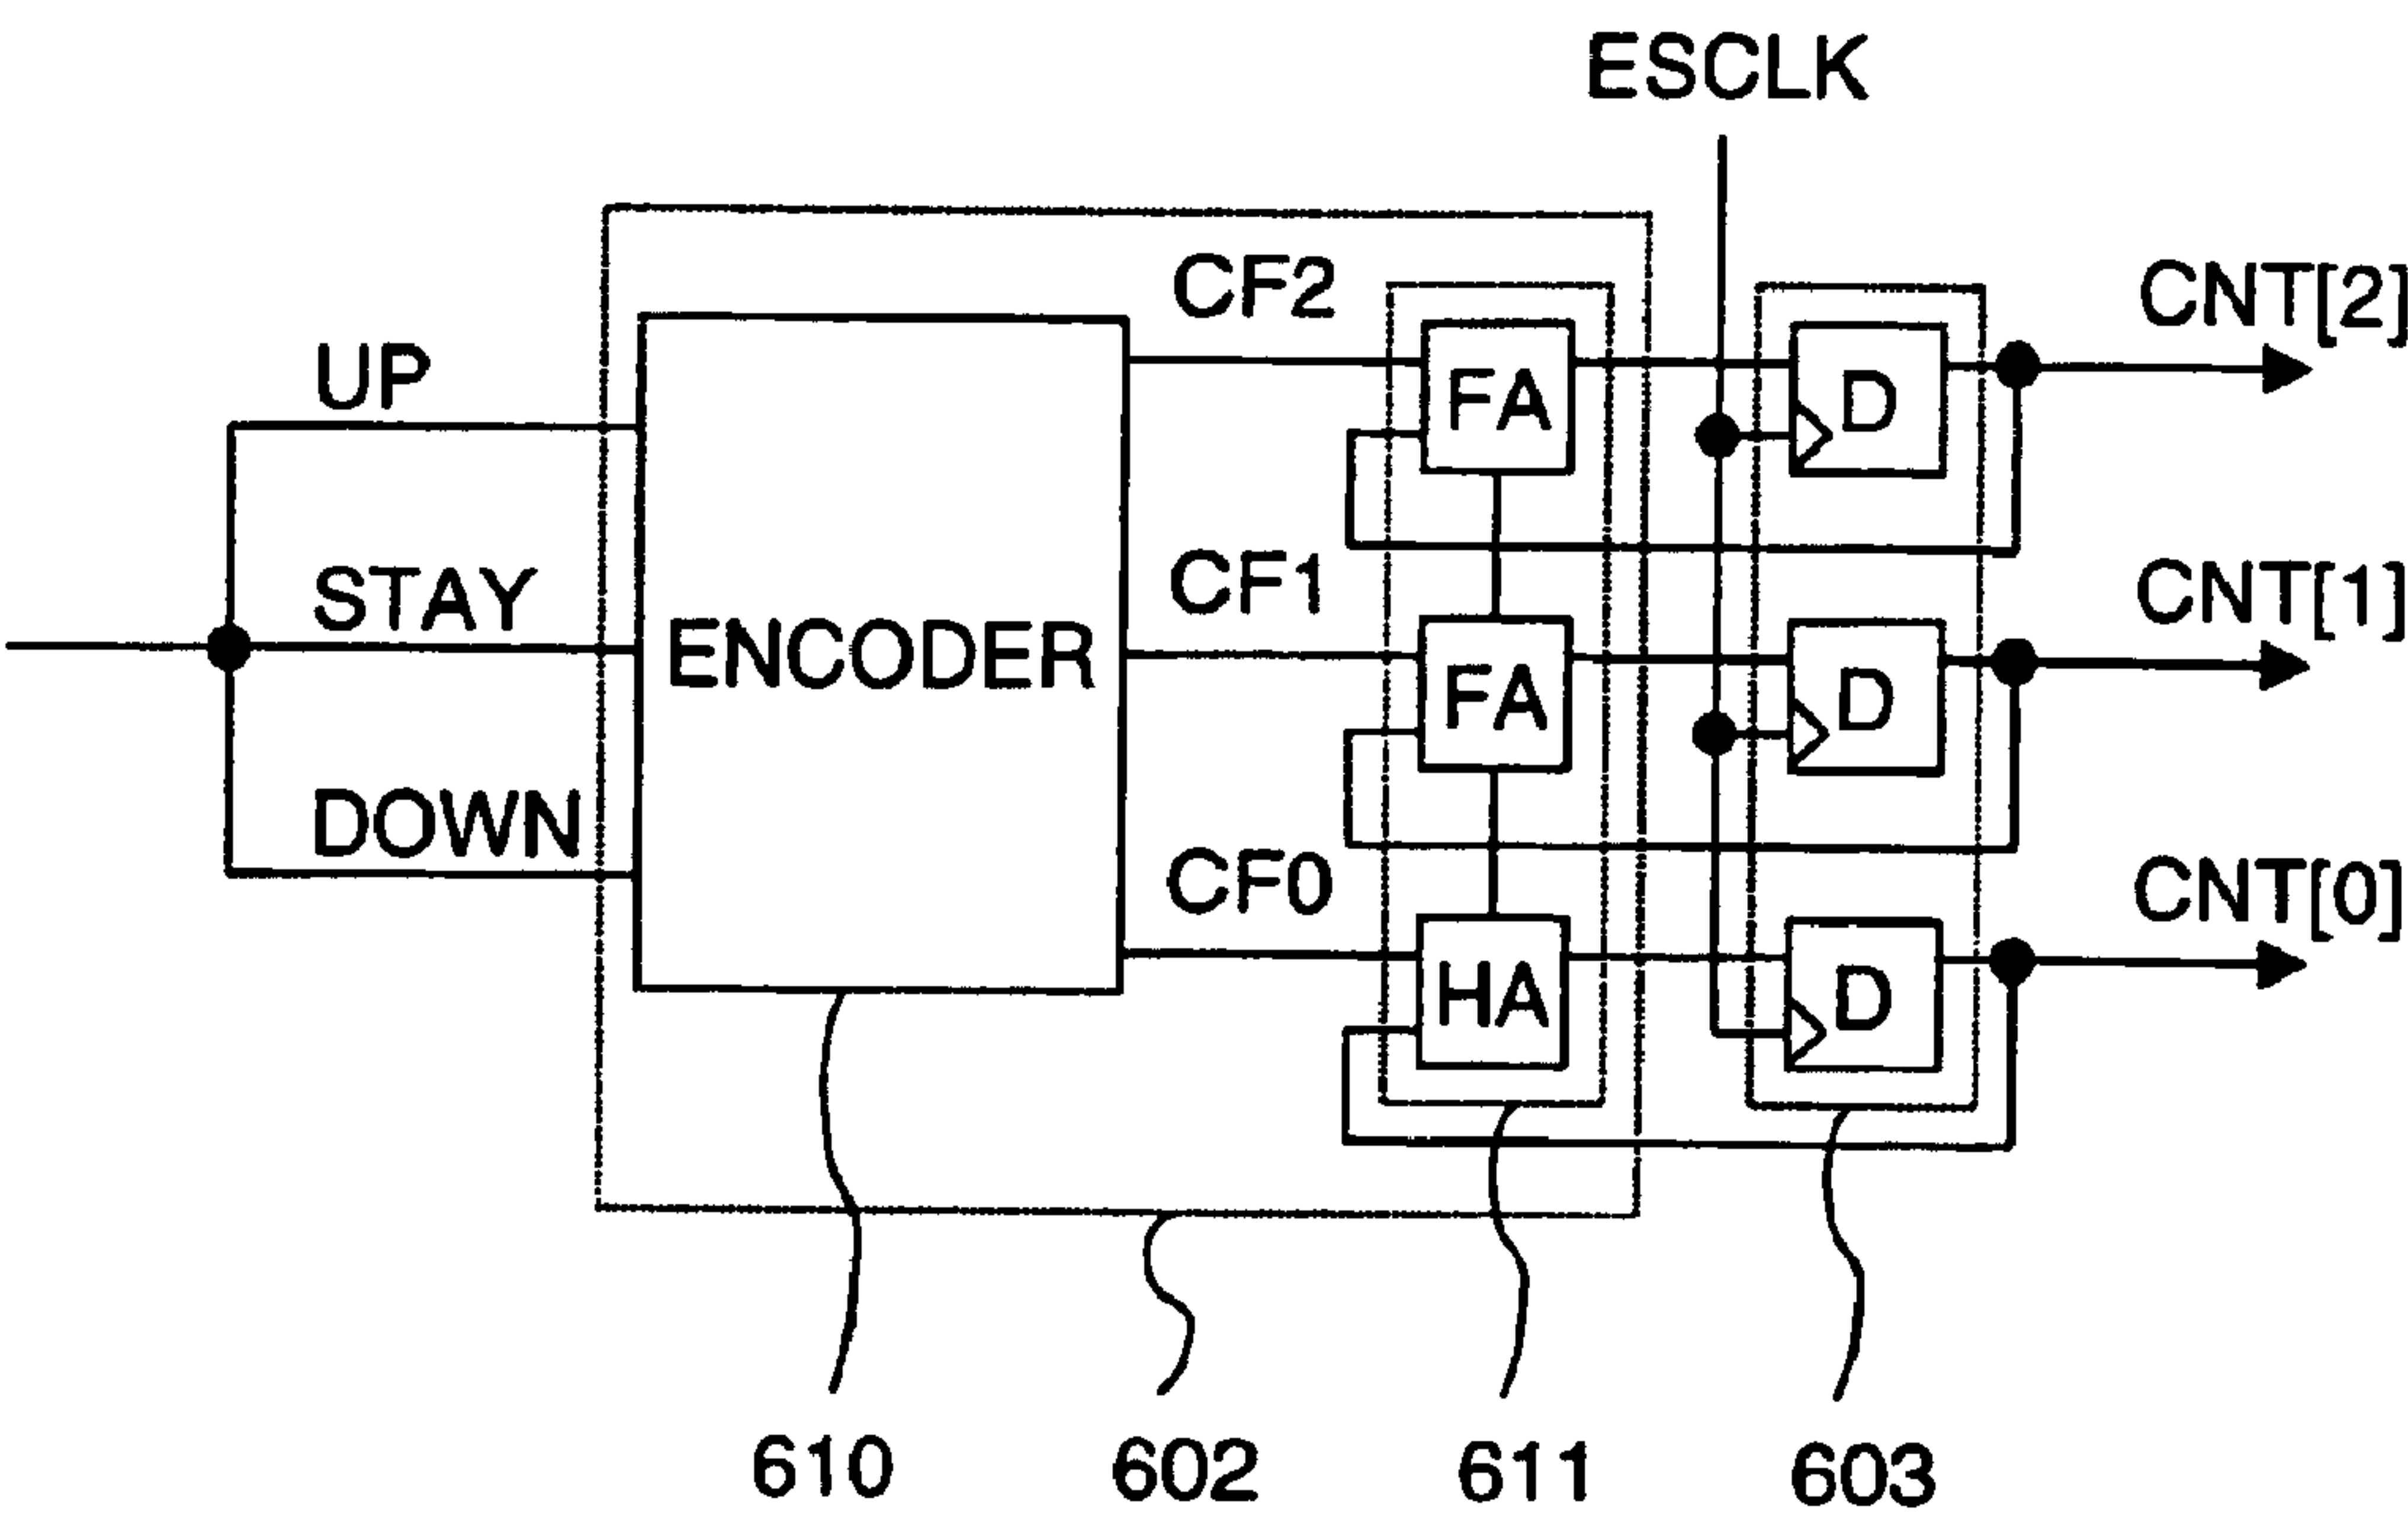 ESCLK
CF2
CNT[2]
UP
FA
D
STAY
CF1
CNT[1]
ENCODER
FA
D
DOWN
CF0
CNT[0]
HA
D
610
602
611
603